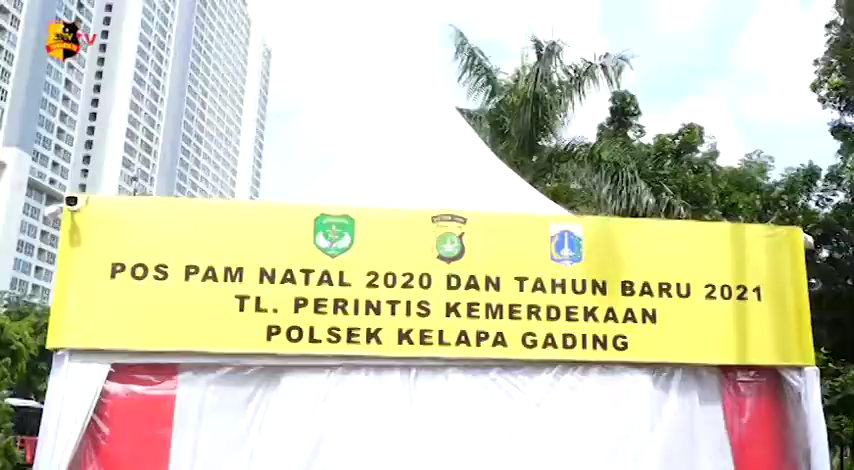 POS PAM NATAL 2020 DAN TAHUN BARU 2021
TL. PERINTIS KEMERDEKAAN
POLSEK KELAPA GADING